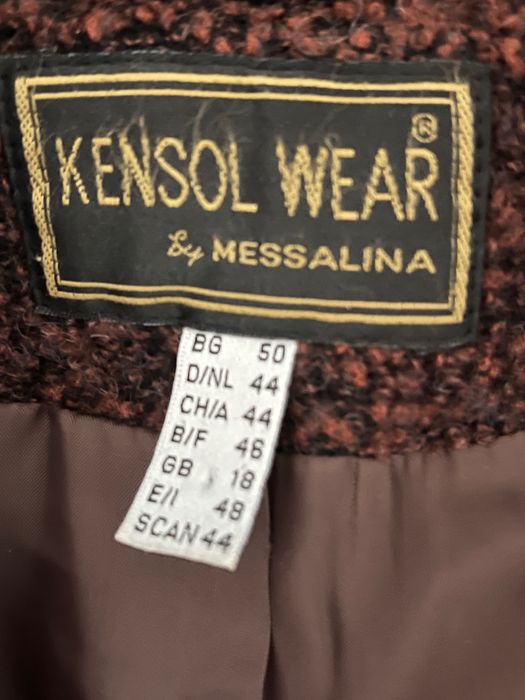 KENSOL WEAR ®
by MESSALINA
BG 50
D/NL 44
CH/A 44
B/F 46
GB 18
E/I 48
SCAN 44